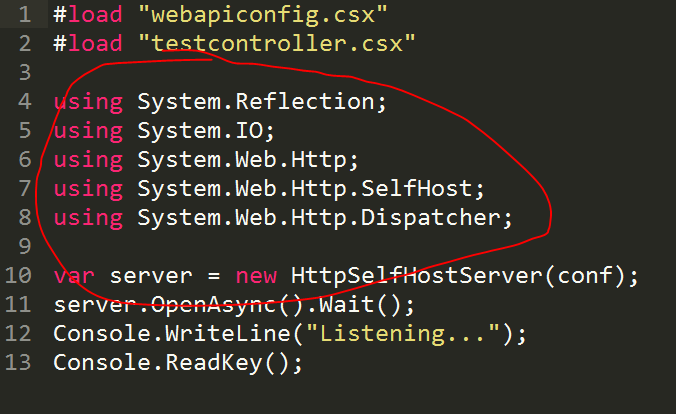 1 #load "webapiconfig.csx"
2 #load "testcontroller.csx"
3
4 using System.Reflection;
5 using System.IO;
6 using System.Web.Http;
7 using System.Web.Http.SelfHost;
8 using System.Web.Http.Dispatcher;
9
10 var server = new HttpSelfHostServer(conf);
11 server.OpenAsync().Wait();
12 Console.WriteLine("Listening...");
13 Console.ReadKey();